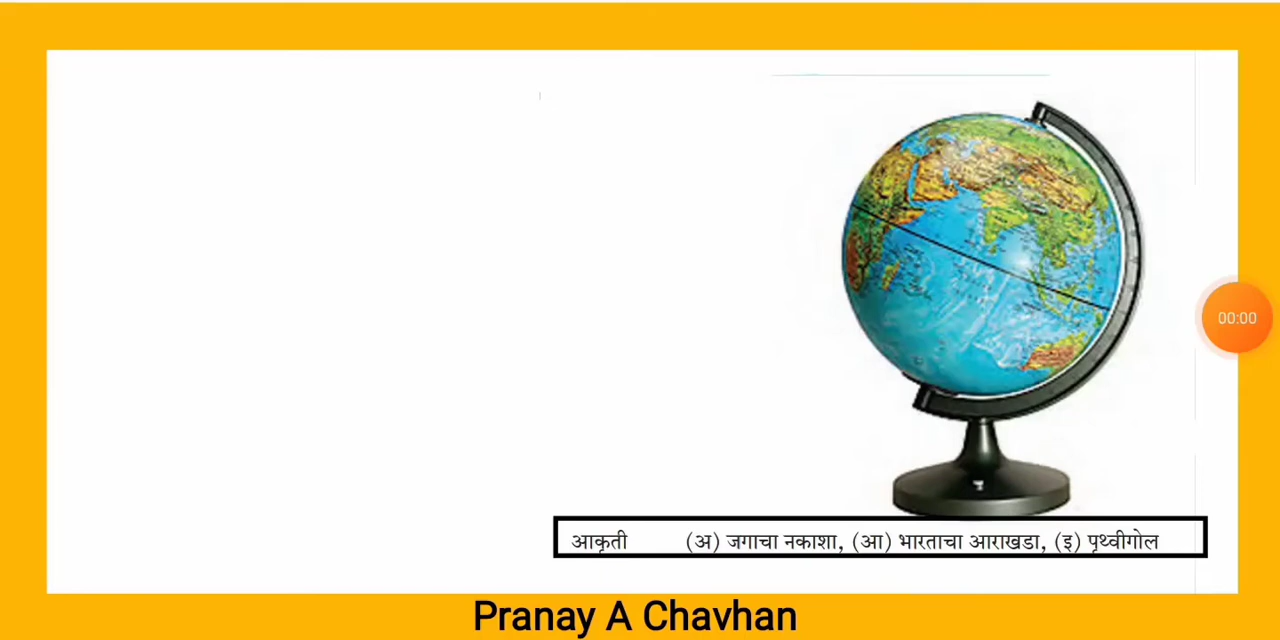 00:00
आकृती (अ) जगाचा नकाशा, (आ) भारताचा आराखडा, (इ) पृथ्वीगोल
Pranay A Chavhan